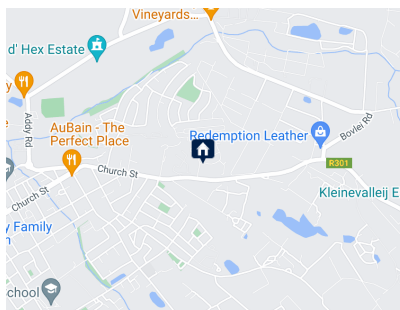 Vineyards...
d' Hex Estate
y
Addy Rd
e
AuBain - The
Perfect Place
Redemption Leather
Bovlei Rd
R301
Church St
Kleinevalleij E
Church St
y Family
n
chool